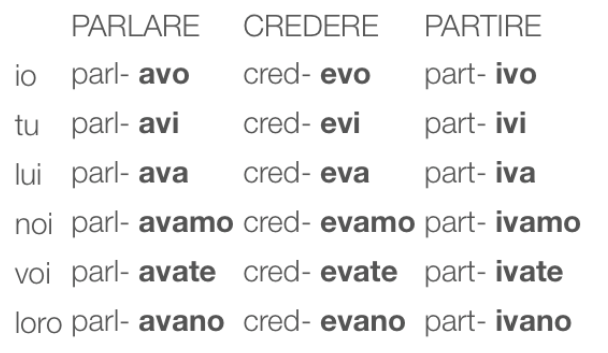 PARLARE CREDERE PARTIRE
io parl- avo cred- evo part- ivo
tu parl- avi cred- evi part- ivi
lui parl- ava cred- eva part- iva
noi parl- avamo cred- evamo part- ivamo
voi parl- avate cred- evate part- ivate
loro parl- avano cred- evano part- ivano